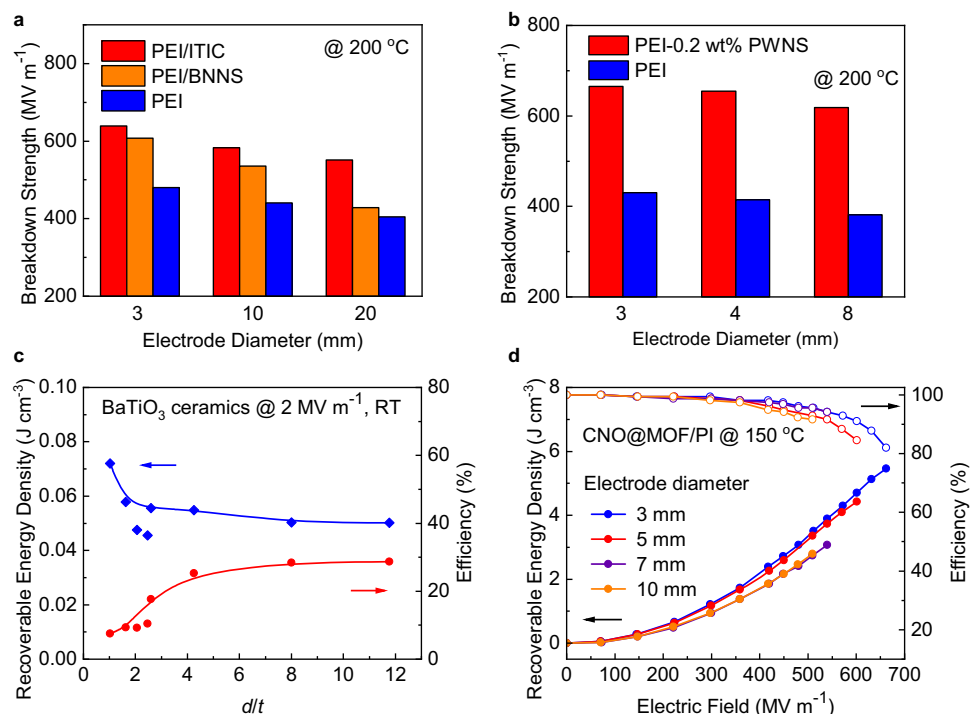 a
800
600
400
200
Breakdown Strength (MV m⁻¹)
PEI/ITIC
PEI/BNNS
PEI
@ 200 °C
3 10 20
Electrode Diameter (mm)
b
800
600
400
200
Breakdown Strength (MV m⁻¹)
PEI-0.2 wt% PWNS
PEI
@ 200 °C
3 4 8
Electrode Diameter (mm)
c
0.10
0.08
0.06
0.04
0.02
0.00
Recoverable Energy Density (J cm⁻³)
BaTiO₃ ceramics @ 2 MV m⁻¹, RT
80
60
40
20
0
Efficiency (%)
0 2 4 6 8 10 12
d/t
d
8
6
4
2
0
Recoverable Energy Density (J cm⁻³)
CNO@MOF/PI @ 150 °C
Electrode diameter
3 mm
5 mm
7 mm
10 mm
100
80
60
40
20
Efficiency (%)
0 100 200 300 400 500 600 700
Electric Field (MV m⁻¹)